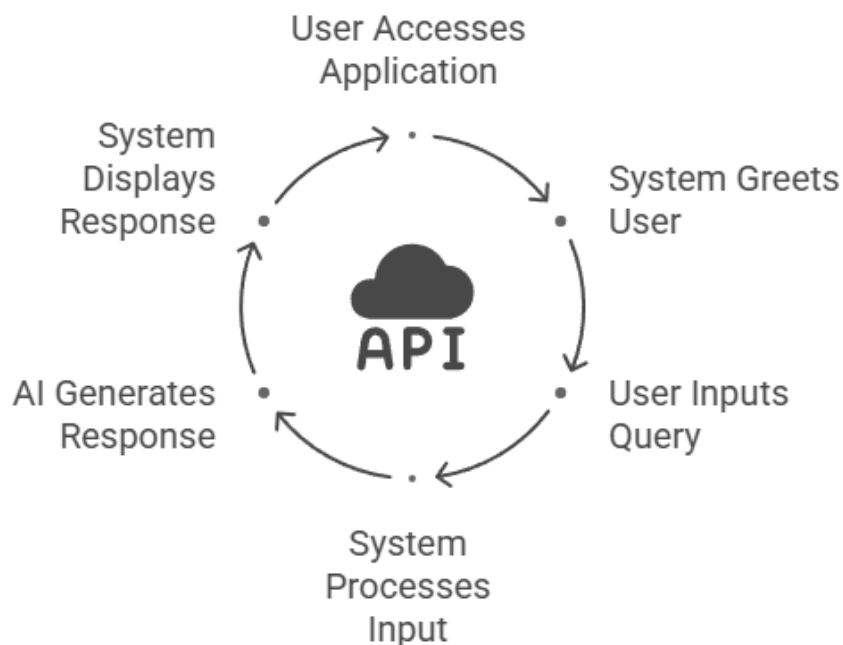 User Accesses
Application
System Greets
User
User Inputs
Query
System
Processes
Input
AI Generates
Response
System
Displays
Response
API